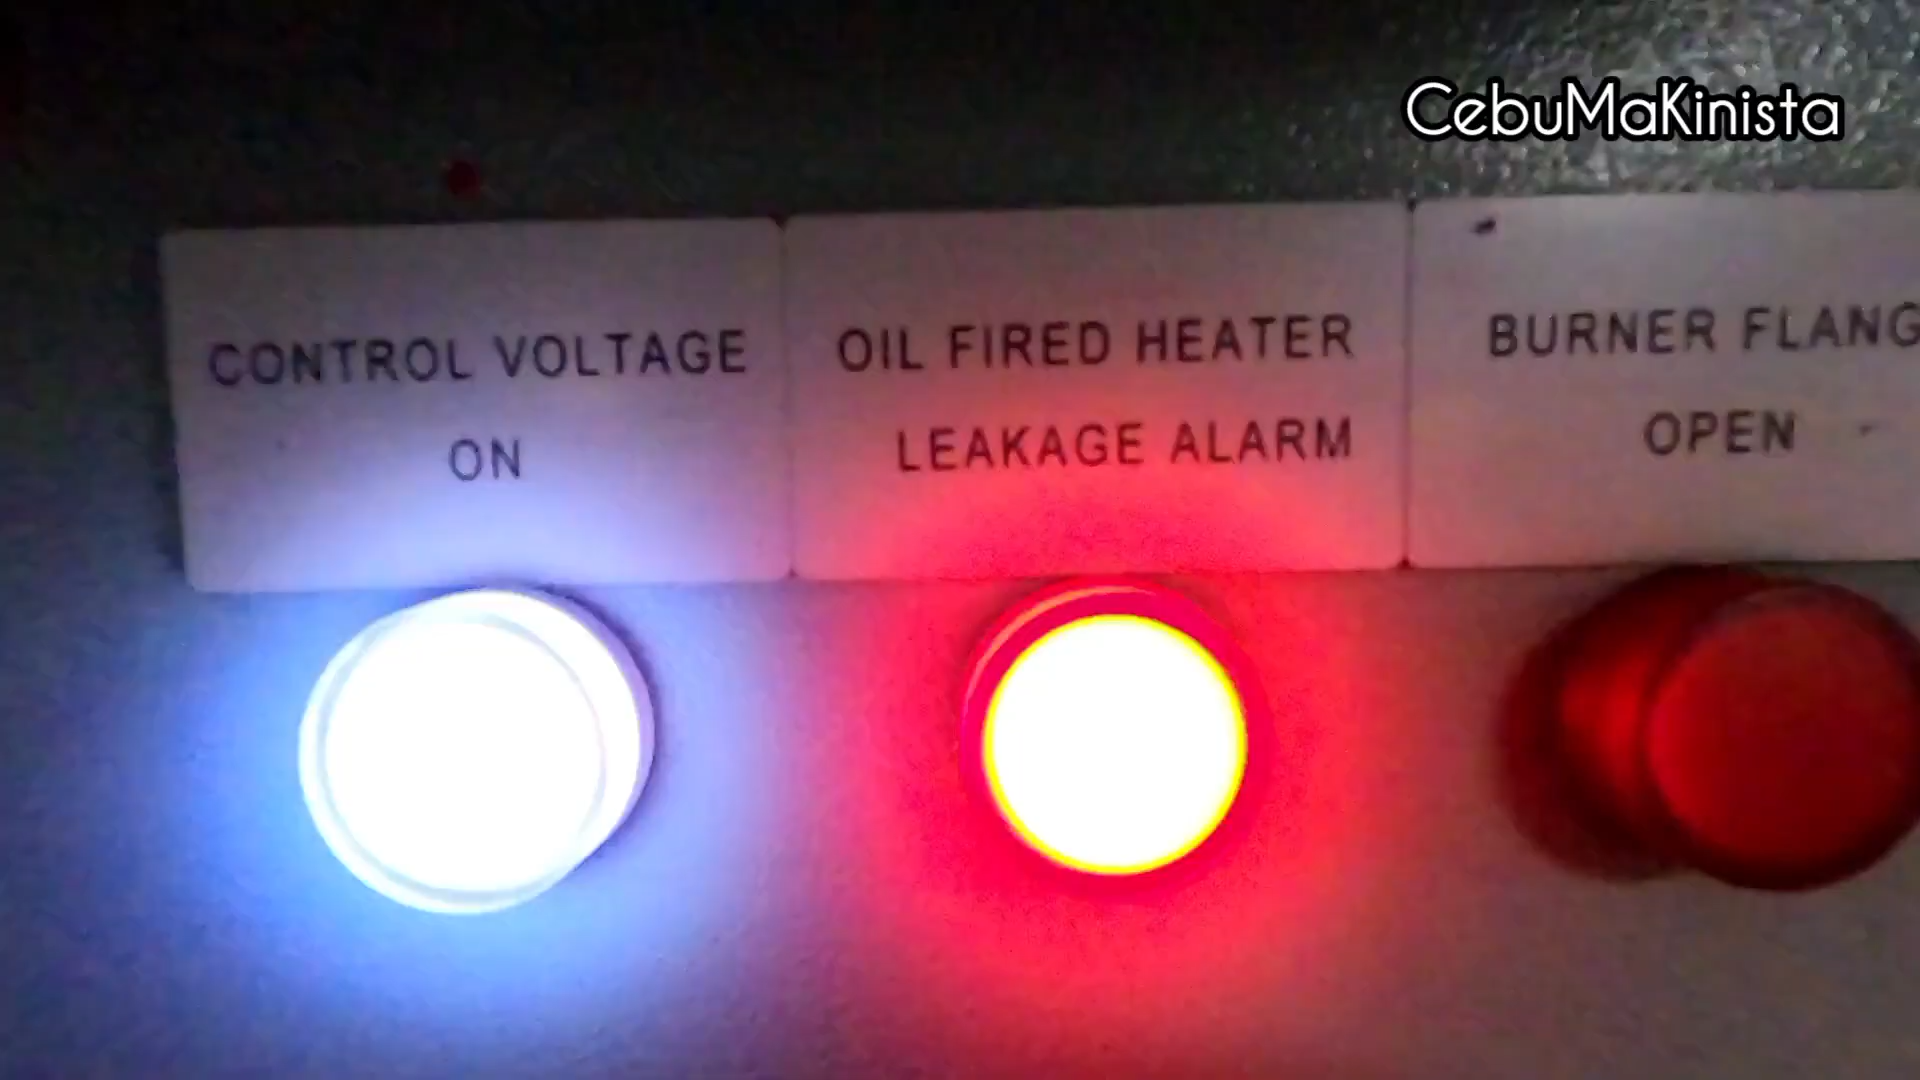 CebuMaKinista
CONTROL VOLTAGE
ON
OIL FIRED HEATER
LEAKAGE ALARM
BURNER FLANG
OPEN